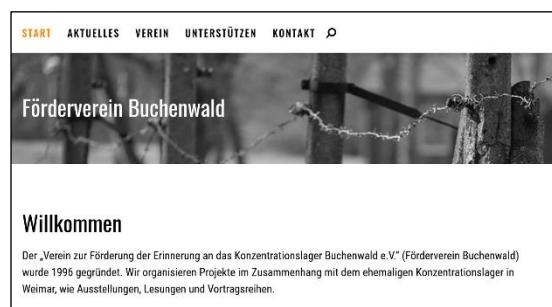 START AKTUELLES VEREIN UNTERSTÜTZEN KONTAKT
Förderverein Buchenwald
Willkommen
Der „Verein zur Förderung der Erinnerung an das Konzentrationslager Buchenwald e.V.“ (Förderverein Buchenwald)
wurde 1996 gegründet. Wir organisieren Projekte im Zusammenhang mit dem ehemaligen Konzentrationslager in
Weimar, wie Ausstellungen, Lesungen und Vortragsreihen.